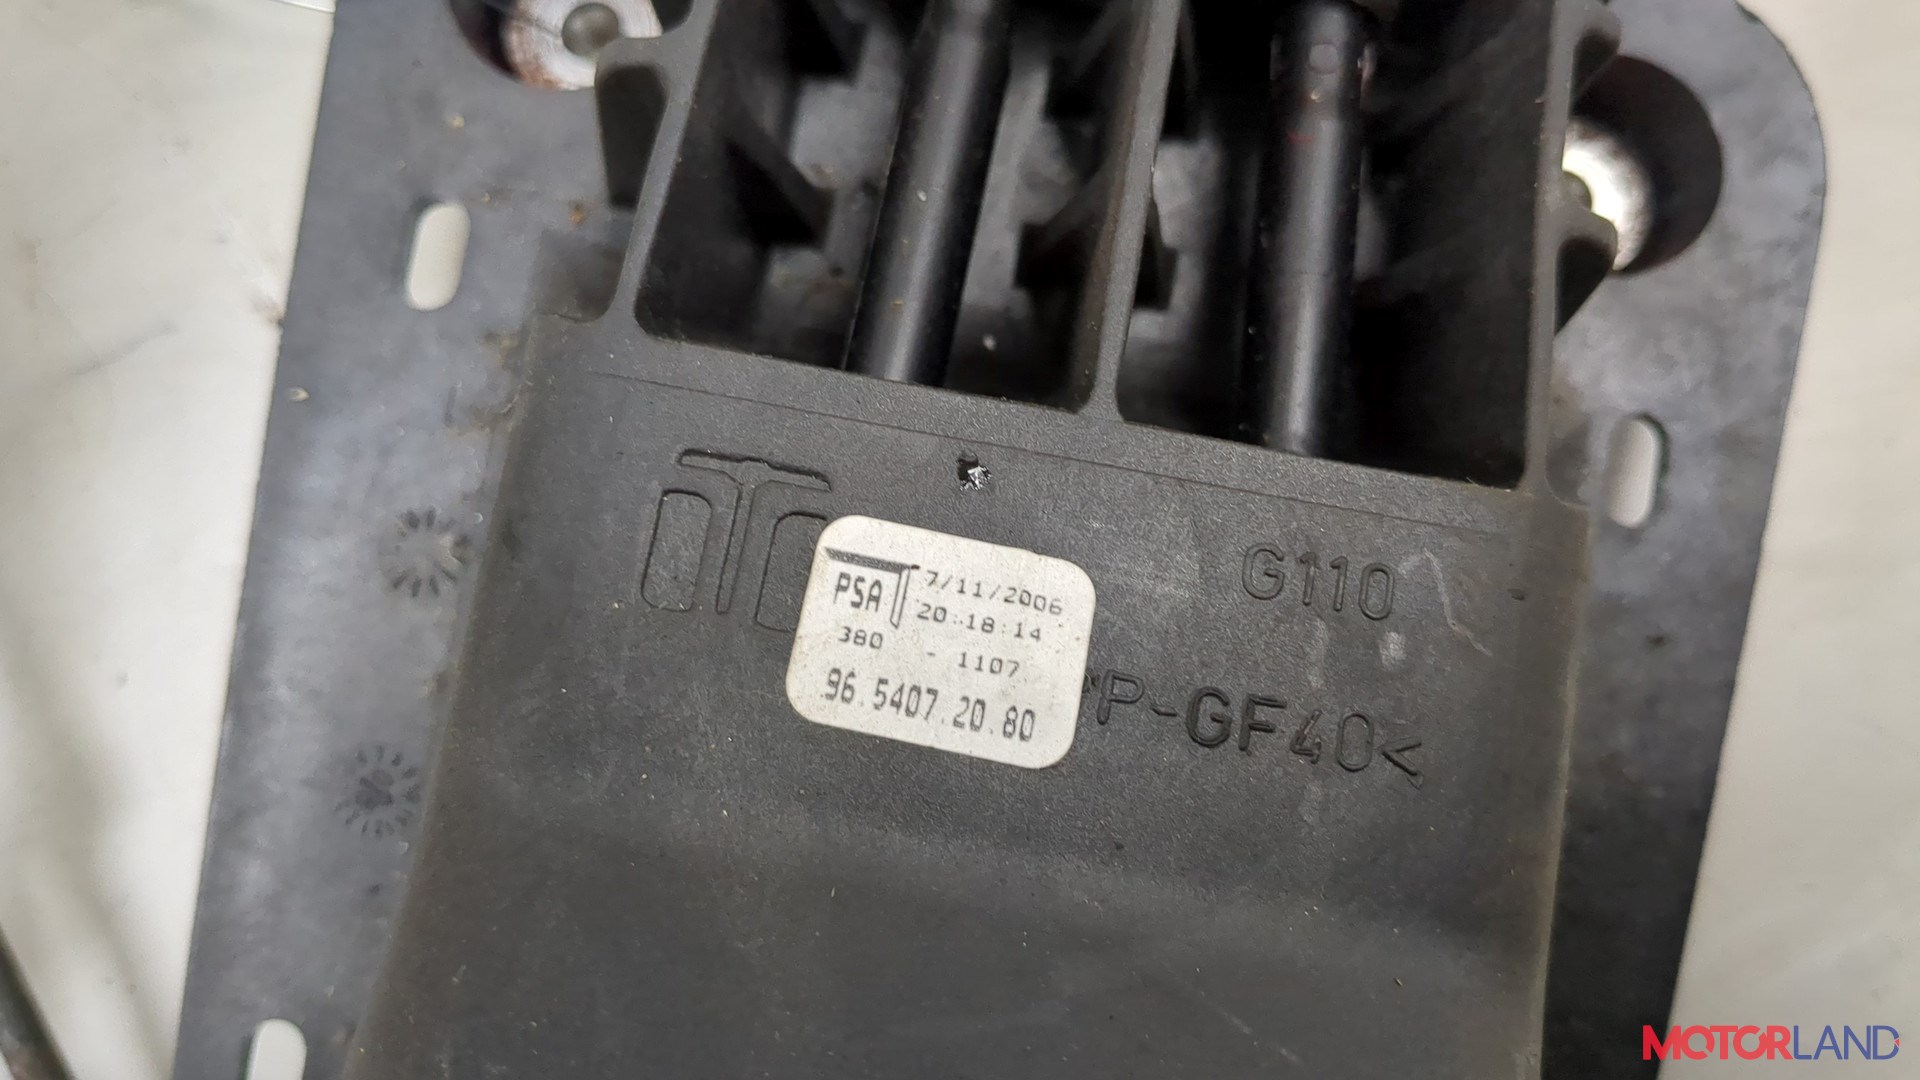 G110
PSA 7/11/2006
20:18:14
380 - 1107
96.5407.20.80
P-GF40<
MOTORLAND